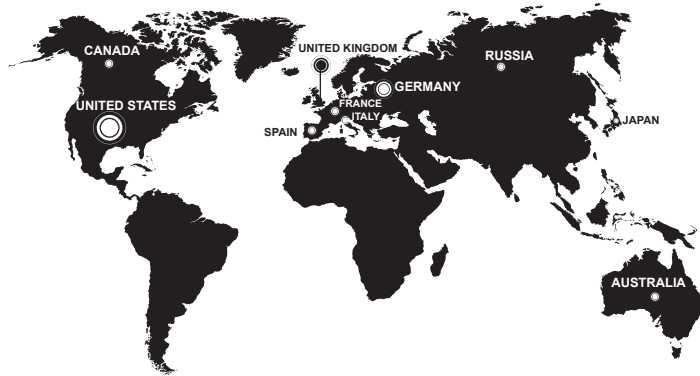 CANADA
UNITED KINGDOM
RUSSIA
GERMANY
UNITED STATES
FRANCE
ITALY
JAPAN
SPAIN
AUSTRALIA